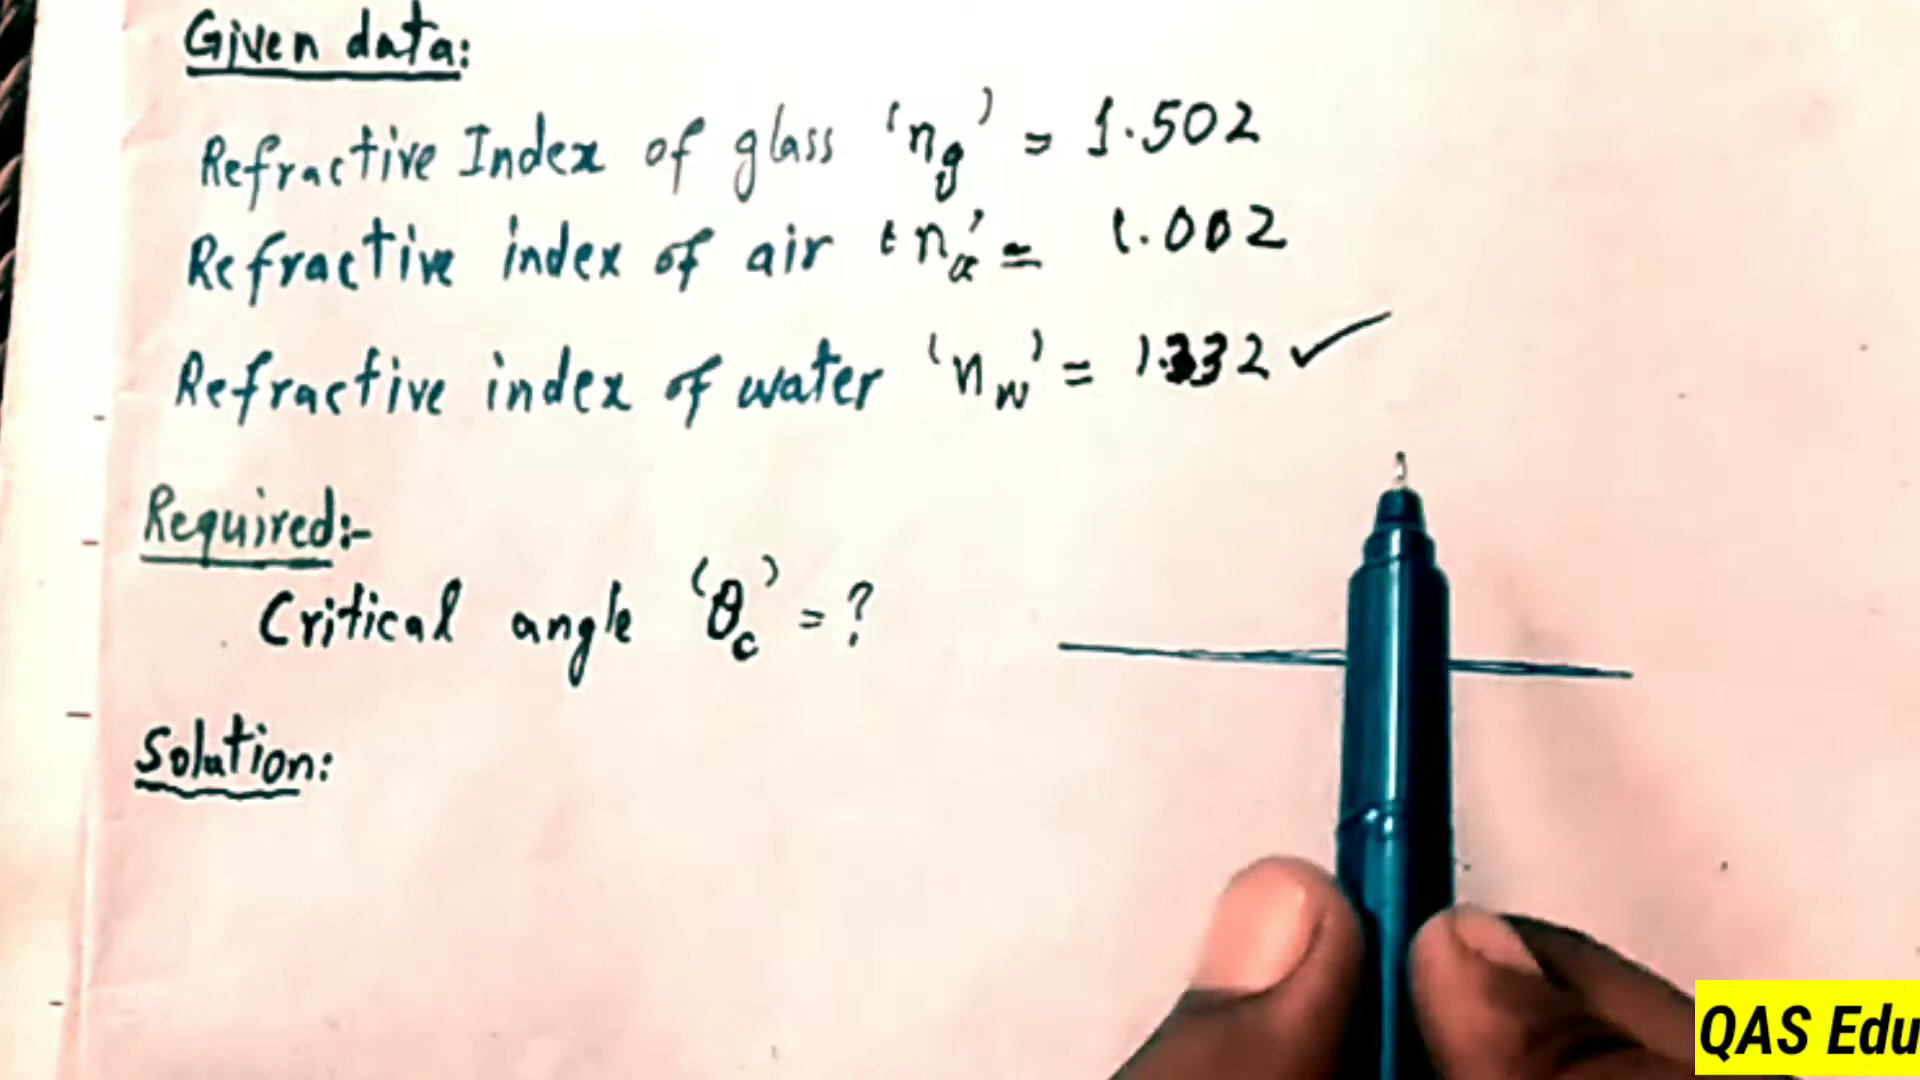 Given data:
Refractive Index of glass 'ng' = 1.502
Refractive index of air 'na' = 1.002
Refractive index of water 'nw' = 1.332 ✓
Required:-
Critical angle 'θc' = ?
Solution:
QAS Edu